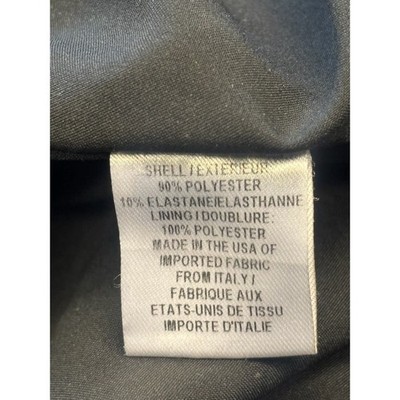 SHELL / EXTERIEUR
90% POLYESTER
10% ELASTANE/ELASTHANNE
LINING / DOUBLURE:
100% POLYESTER
MADE IN THE USA OF
IMPORTED FABRIC
FROM ITALY /
FABRIQUE AUX
ETATS-UNIS DE TISSU
IMPORTE D'ITALIE